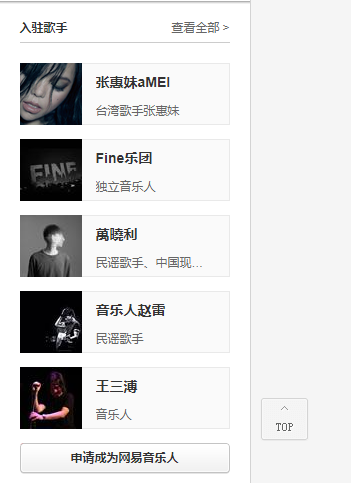 入驻歌手 查看全部 >
张惠妹aMEI
台湾歌手张惠妹
FINE
Fine乐团
独立音乐人
萬曉利
民谣歌手、中国现...
音乐人赵雷
民谣歌手
王三溥
音乐人
申请成为网易音乐人
TOP